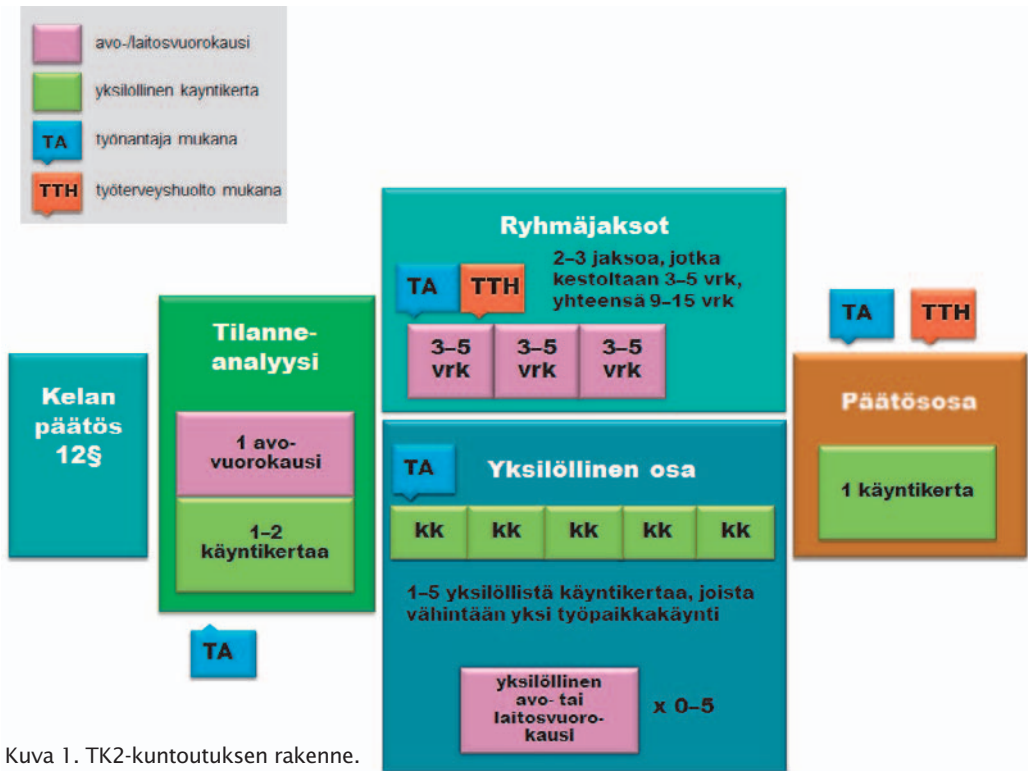 avo-/laitosvuorokausi
yksilöllinen käyntikerta
TA
työnantaja mukana
TTH
työterveyshuolto mukana
Kelan
päätös
12§
Tilanne-
analyysi
1 avo-
vuorokausi
1–2
käyntikertaa
TA
Ryhmäjaksot
TA
TTH
2–3 jaksoa, jotka
kestoltaan 3–5 vrk,
yhteensä 9–15 vrk
3–5
vrk
3–5
vrk
3–5
vrk
TA
Yksilöllinen osa
kk
kk
kk
kk
kk
1–5 yksilöllistä käyntikertaa, joista
vähintään yksi työpaikkakäynti
yksilöllinen
avo- tai
laitosvuoro-
kausi
x 0–5
TA
TTH
Päätösosa
1 käyntikerta
Kuva 1. TK2-kuntoutuksen rakenne.